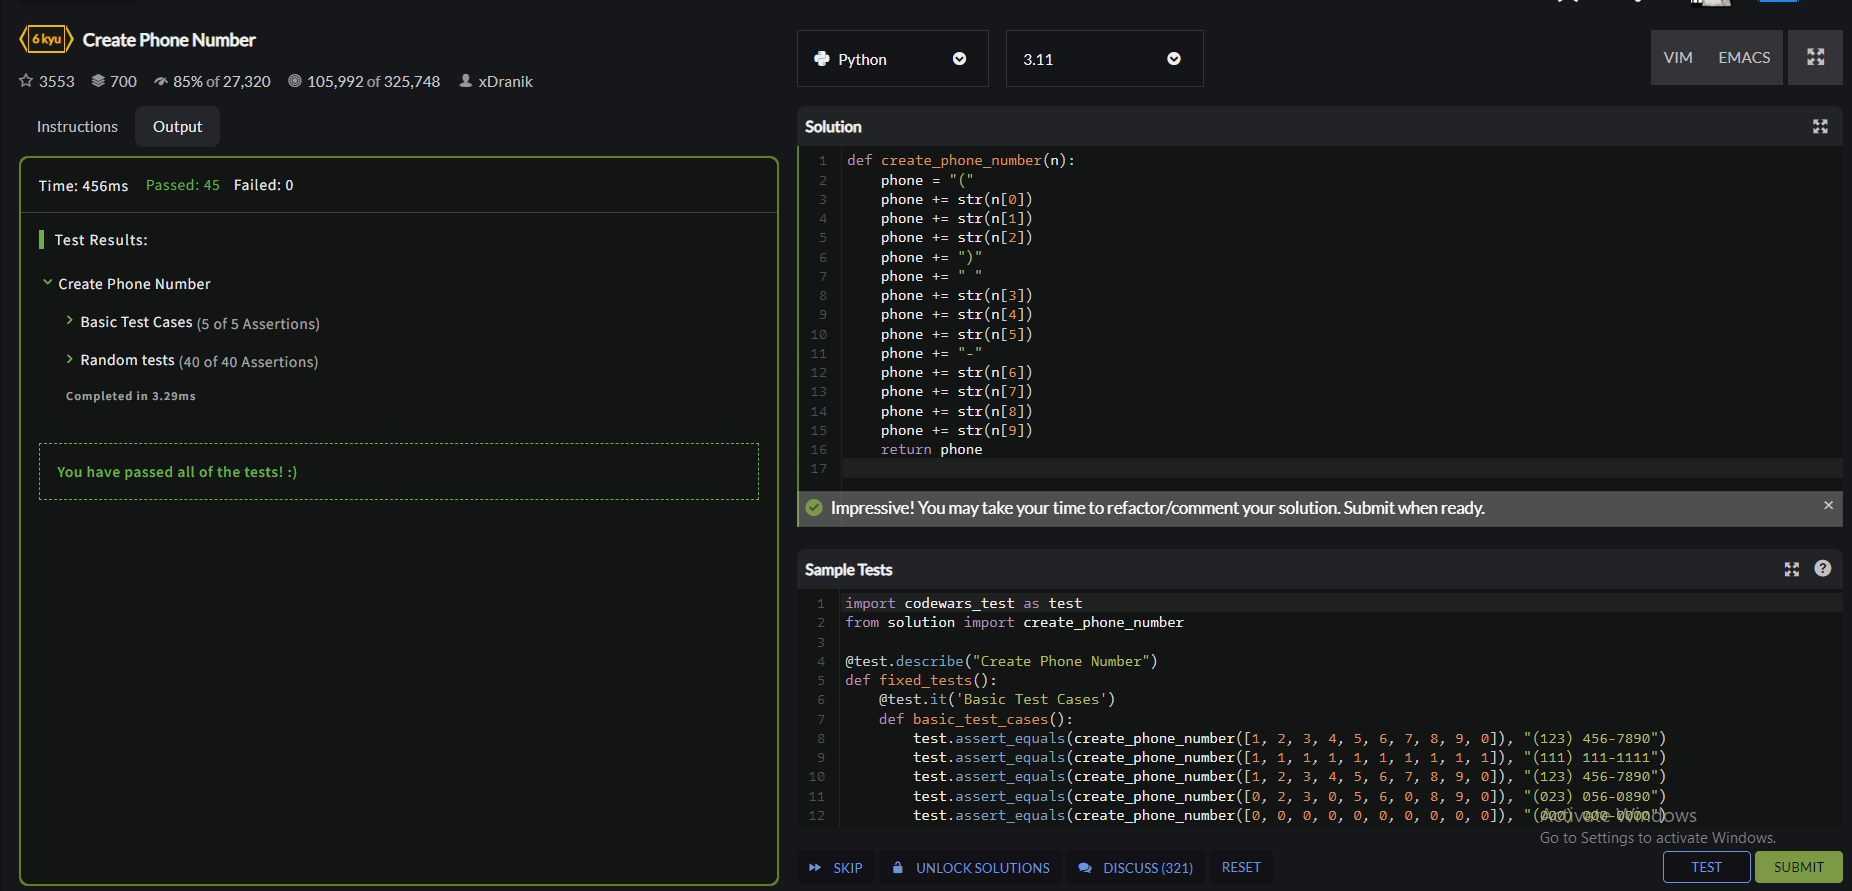 6 kyu Create Phone Number
3553 700 85% of 27,320 105,992 of 325,748 xDranik
Instructions Output
Time: 456ms Passed: 45 Failed: 0
Test Results:
Create Phone Number
Basic Test Cases (5 of 5 Assertions)
Random tests (40 of 40 Assertions)
Completed in 3.29ms
You have passed all of the tests! :)
Python 3.11 VIM EMACS
Solution
1 def create_phone_number(n):
2     phone = "("
3     phone += str(n[0])
4     phone += str(n[1])
5     phone += str(n[2])
6     phone += ")"
7     phone += " "
8     phone += str(n[3])
9     phone += str(n[4])
10     phone += str(n[5])
11     phone += "-"
12     phone += str(n[6])
13     phone += str(n[7])
14     phone += str(n[8])
15     phone += str(n[9])
16     return phone
17
Impressive! You may take your time to refactor/comment your solution. Submit when ready. ×
Sample Tests ?
1 import codewars_test as test
2 from solution import create_phone_number
3
4 @test.describe("Create Phone Number")
5 def fixed_tests():
6     @test.it('Basic Test Cases')
7     def basic_test_cases():
8         test.assert_equals(create_phone_number([1, 2, 3, 4, 5, 6, 7, 8, 9, 0]), "(123) 456-7890")
9         test.assert_equals(create_phone_number([1, 1, 1, 1, 1, 1, 1, 1, 1, 1]), "(111) 111-1111")
10         test.assert_equals(create_phone_number([1, 2, 3, 4, 5, 6, 7, 8, 9, 0]), "(123) 456-7890")
11         test.assert_equals(create_phone_number([0, 2, 3, 0, 5, 6, 0, 8, 9, 0]), "(023) 056-0890")
12         test.assert_equals(create_phone_number([0, 0, 0, 0, 0, 0, 0, 0, 0, 0]), "(000) 000-0000")
Activate Windows
Go to Settings to activate Windows.
SKIP UNLOCK SOLUTIONS DISCUSS (321) RESET TEST SUBMIT